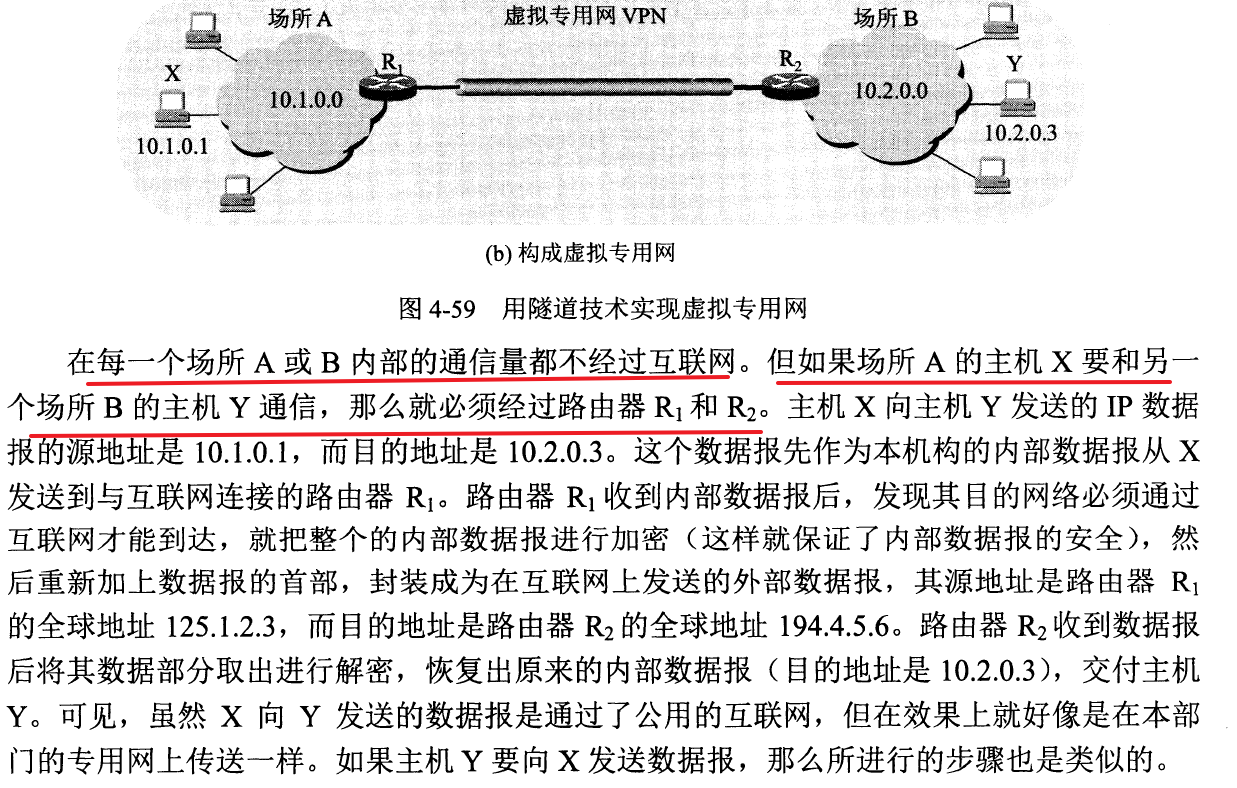 场所 A 虚拟专用网 VPN 场所 B
X R₁ R₂ Y
10.1.0.0 10.2.0.0
10.1.0.1 10.2.0.3
(b) 构成虚拟专用网
图 4-59 用隧道技术实现虚拟专用网
在每一个场所 A 或 B 内部的通信量都不经过互联网。但如果场所 A 的主机 X 要和另一
个场所 B 的主机 Y 通信，那么就必须经过路由器 R₁和 R₂。主机 X 向主机 Y 发送的 IP 数据
报的源地址是 10.1.0.1，而目的地址是 10.2.0.3。这个数据报先作为本机构的内部数据报从 X
发送到与互联网连接的路由器 R₁。路由器 R₁收到内部数据报后，发现其目的网络必须通过
互联网才能到达，就把整个的内部数据报进行加密（这样就保证了内部数据报的安全），然
后重新加上数据报的首部，封装成为在互联网上发送的外部数据报，其源地址是路由器 R₁
的全球地址 125.1.2.3，而目的地址是路由器 R₂的全球地址 194.4.5.6。路由器 R₂收到数据报
后将其数据部分取出进行解密，恢复出原来的内部数据报（目的地址是 10.2.0.3），交付主机
Y。可见，虽然 X 向 Y 发送的数据报是通过了公用的互联网，但在效果上就好像是在本部
门的专用网上传送一样。如果主机 Y 要向 X 发送数据报，那么所进行的步骤也是类似的。